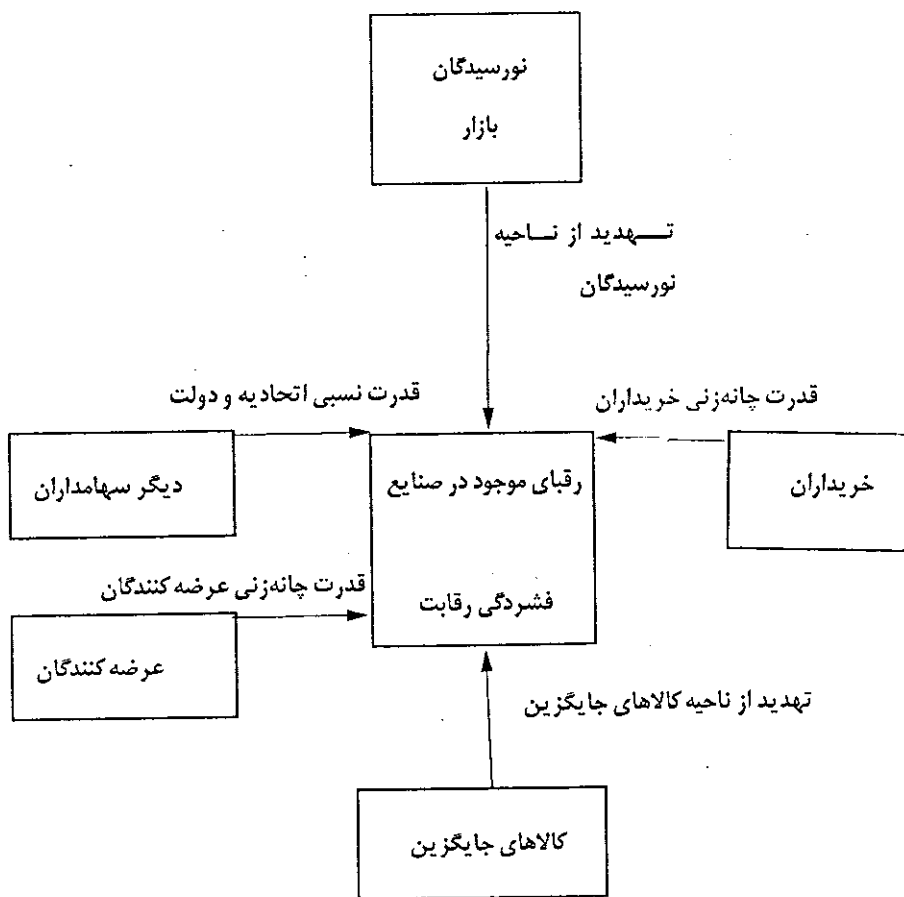 نورسیدگان
بازار
تـــهدید از نــاحیه
نورسیدگان
قدرت نسبی اتحادیه و دولت
قدرت چانه‌زنی خریداران
دیگر سهامداران
رقبای موجود در صنایع
خریداران
قدرت چانه‌زنی عرضه کنندگان
فشردگی رقابت
عرضه کنندگان
تهدید از ناحیه کالاهای جایگزین
کالاهای جایگزین